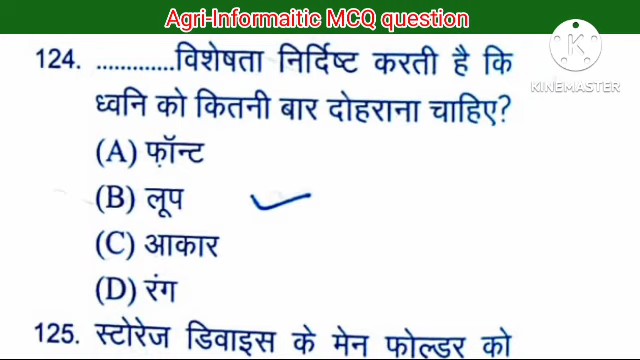 Agri-Informaitic MCQ question
K
KINEMASTER
124. .............विशेषता निर्दिष्ट करती है कि
ध्वनि को कितनी बार दोहराना चाहिए?
(A) फ़ॉन्ट
(B) लूप
(C) आकार
(D) रंग
125. स्टोरेज डिवाइस के मेन फोल्डर को